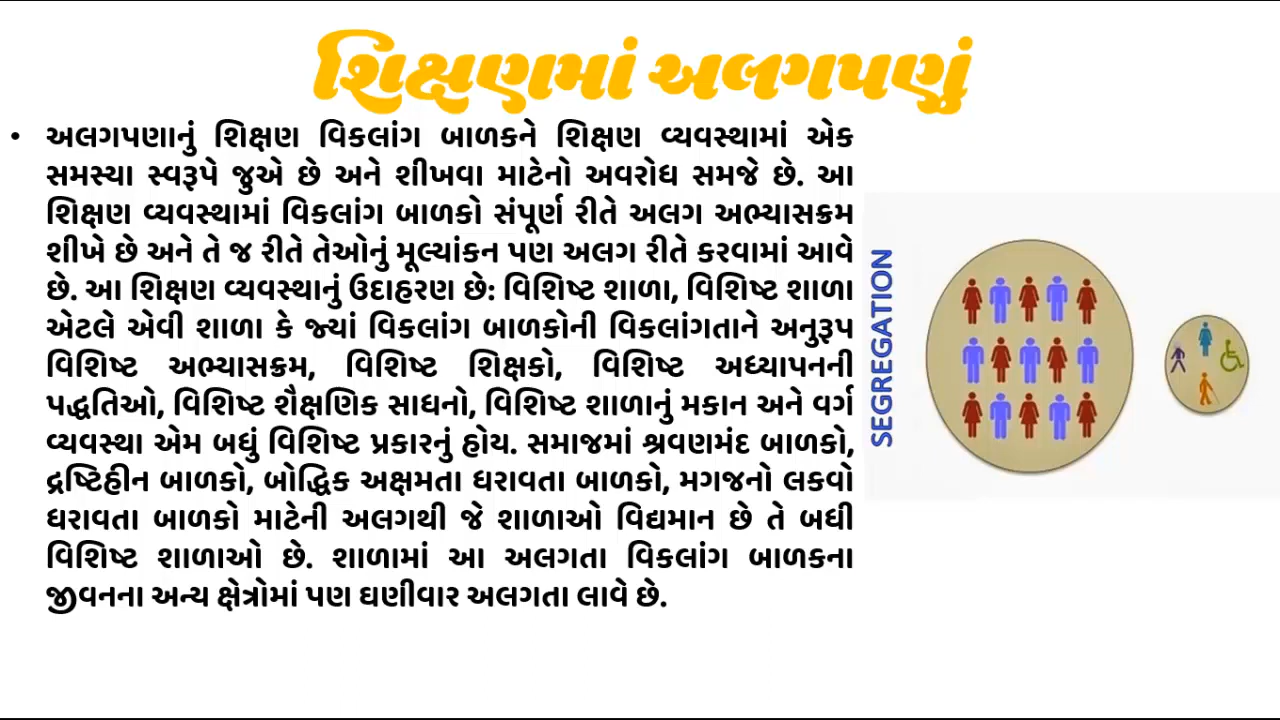 શિક્ષણમાં અલગપણું
• અલગપણાનું શિક્ષણ વિકલાંગ બાળકને શિક્ષણ વ્યવસ્થામાં એક
સમસ્યા સ્વરૂપે જુએ છે અને શીખવા માટેનો અવરોધ સમજે છે. આ
શિક્ષણ વ્યવસ્થામાં વિકલાંગ બાળકો સંપૂર્ણ રીતે અલગ અભ્યાસક્રમ
શીખે છે અને તે જ રીતે તેઓનું મૂલ્યાંકન પણ અલગ રીતે કરવામાં આવે
છે. આ શિક્ષણ વ્યવસ્થાનું ઉદાહરણ છે: વિશિષ્ટ શાળા, વિશિષ્ટ શાળા
એટલે એવી શાળા કે જ્યાં વિકલાંગ બાળકોની વિકલાંગતાને અનુરૂપ
વિશિષ્ટ અભ્યાસક્રમ, વિશિષ્ટ શિક્ષકો, વિશિષ્ટ અધ્યાપનની
પદ્ધતિઓ, વિશિષ્ટ શૈક્ષણિક સાધનો, વિશિષ્ટ શાળાનું મકાન અને વર્ગ
વ્યવસ્થા એમ બધું વિશિષ્ટ પ્રકારનું હોય. સમાજમાં શ્રવણમંદ બાળકો,
દ્રષ્ટિહીન બાળકો, બોદ્ધિક અક્ષમતા ધરાવતા બાળકો, મગજનો લકવો
ધરાવતા બાળકો માટેની અલગથી જે શાળાઓ વિદ્યમાન છે તે બધી
વિશિષ્ટ શાળાઓ છે. શાળામાં આ અલગતા વિકલાંગ બાળકના
જીવનના અન્ય ક્ષેત્રોમાં પણ ઘણીવાર અલગતા લાવે છે.
SEGREGATION